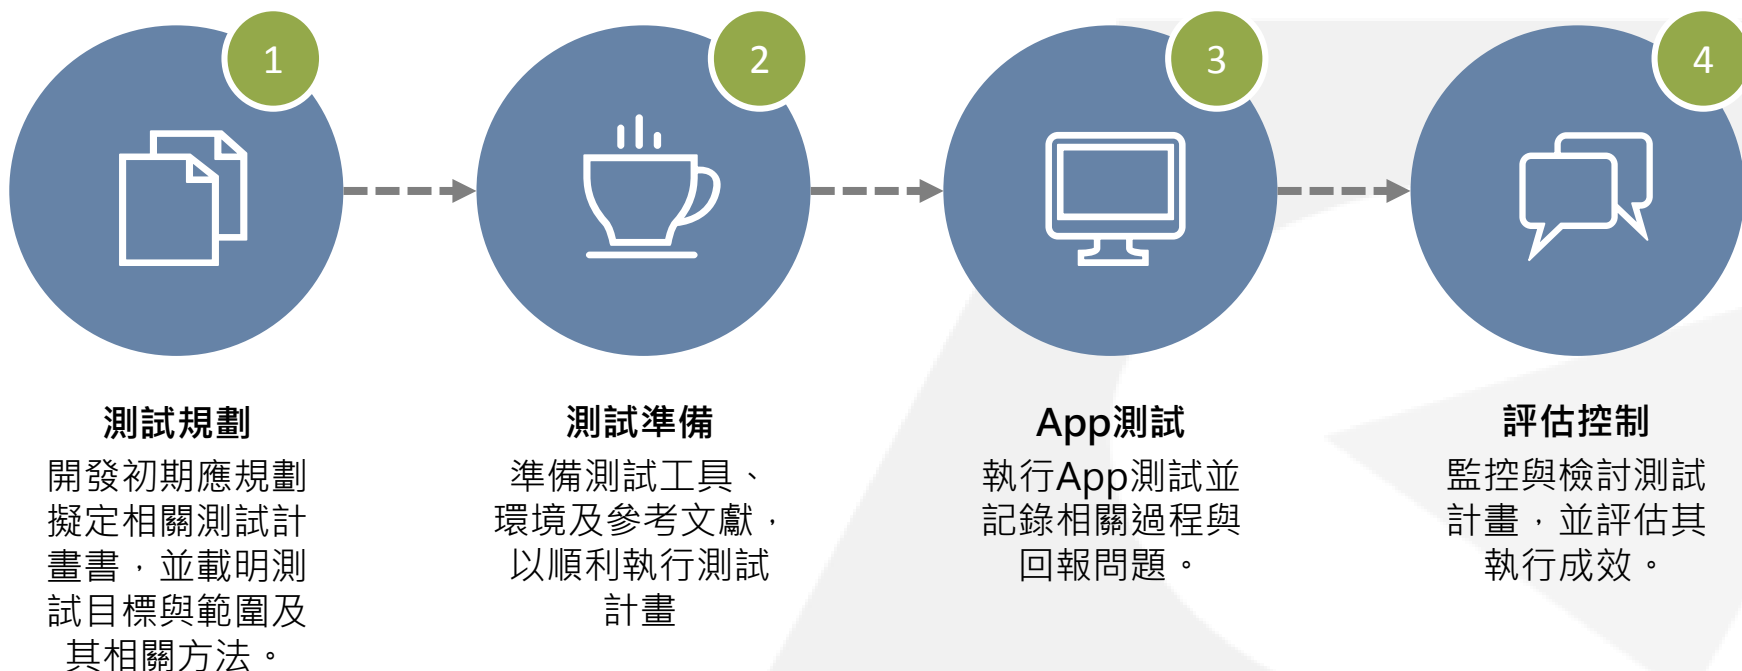 1
2
3
4
測試規劃
開發初期應規劃
擬定相關測試計
畫書，並載明測
試目標與範圍及
其相關方法。
測試準備
準備測試工具、
環境及參考文獻，
以順利執行測試
計畫
App測試
執行App測試並
記錄相關過程與
回報問題。
評估控制
監控與檢討測試
計畫，並評估其
執行成效。